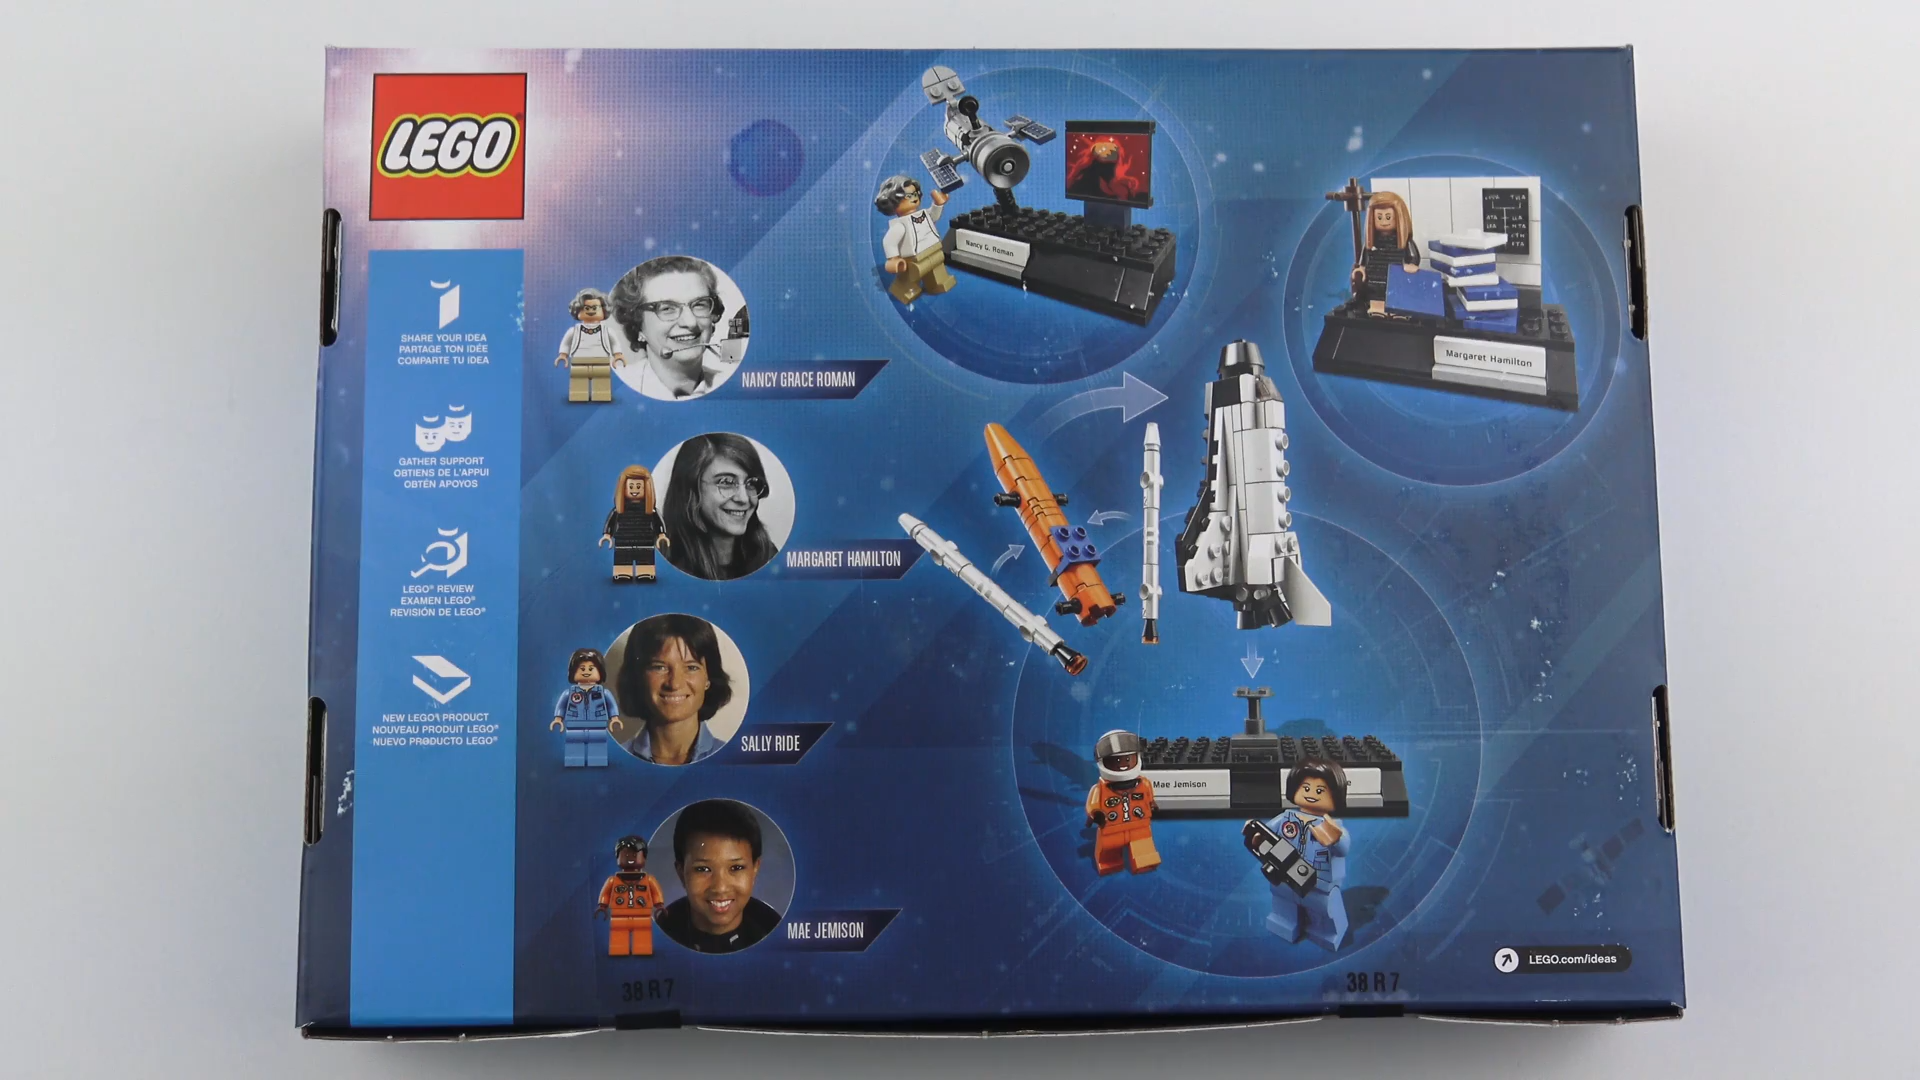 LEGO
SHARE YOUR IDEA
PARTAGE TON IDÉE
COMPARTE TU IDEA
GATHER SUPPORT
OBTIENS DE L'APPUI
OBTÉN APOYOS
LEGO® REVIEW
EXAMEN LEGO®
REVISIÓN DE LEGO®
NEW LEGO® PRODUCT
NOUVEAU PRODUIT LEGO®
NUEVO PRODUCTO LEGO®
NANCY GRACE ROMAN
MARGARET HAMILTON
SALLY RIDE
MAE JEMISON
Nancy G. Roman
Margaret Hamilton
Mae Jemison
LEGO.com/ideas
38 R 7
38 R 7